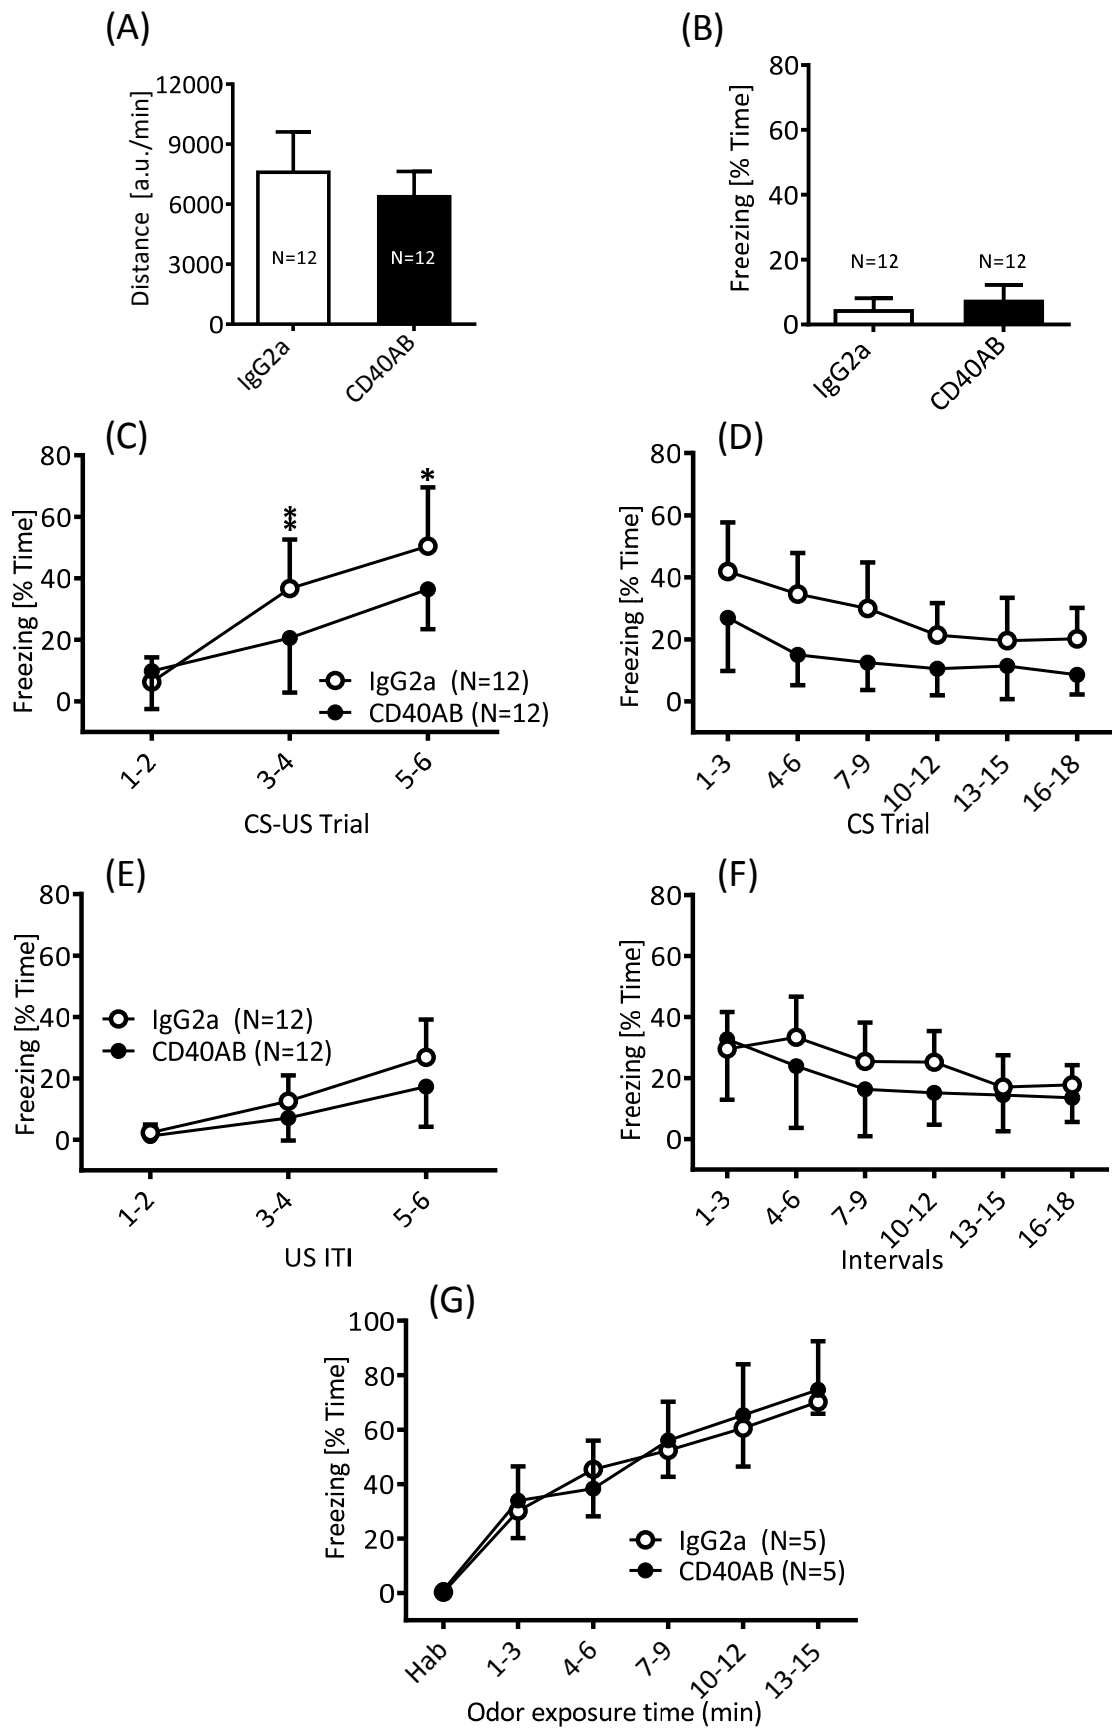 (A)
Distance [a.u./min]
12000
9000
6000
3000
0
N=12
N=12
IgG2a
CD40AB
(B)
Freezing [% Time]
80
60
40
20
0
N=12
N=12
IgG2a
CD40AB
(C)
Freezing [% Time]
80
60
40
20
0
**
*
IgG2a (N=12)
CD40AB (N=12)
1-2
3-4
5-6
CS-US Trial
(D)
Freezing [% Time]
80
60
40
20
0
1-3
4-6
7-9
10-12
13-15
16-18
CS Trial
(E)
Freezing [% Time]
80
60
40
20
0
IgG2a (N=12)
CD40AB (N=12)
1-2
3-4
5-6
US ITI
(F)
Freezing [% Time]
80
60
40
20
0
1-3
4-6
7-9
10-12
13-15
16-18
Intervals
(G)
Freezing [% Time]
100
80
60
40
20
0
IgG2a (N=5)
CD40AB (N=5)
Hab
1-3
4-6
7-9
10-12
13-15
Odor exposure time (min)